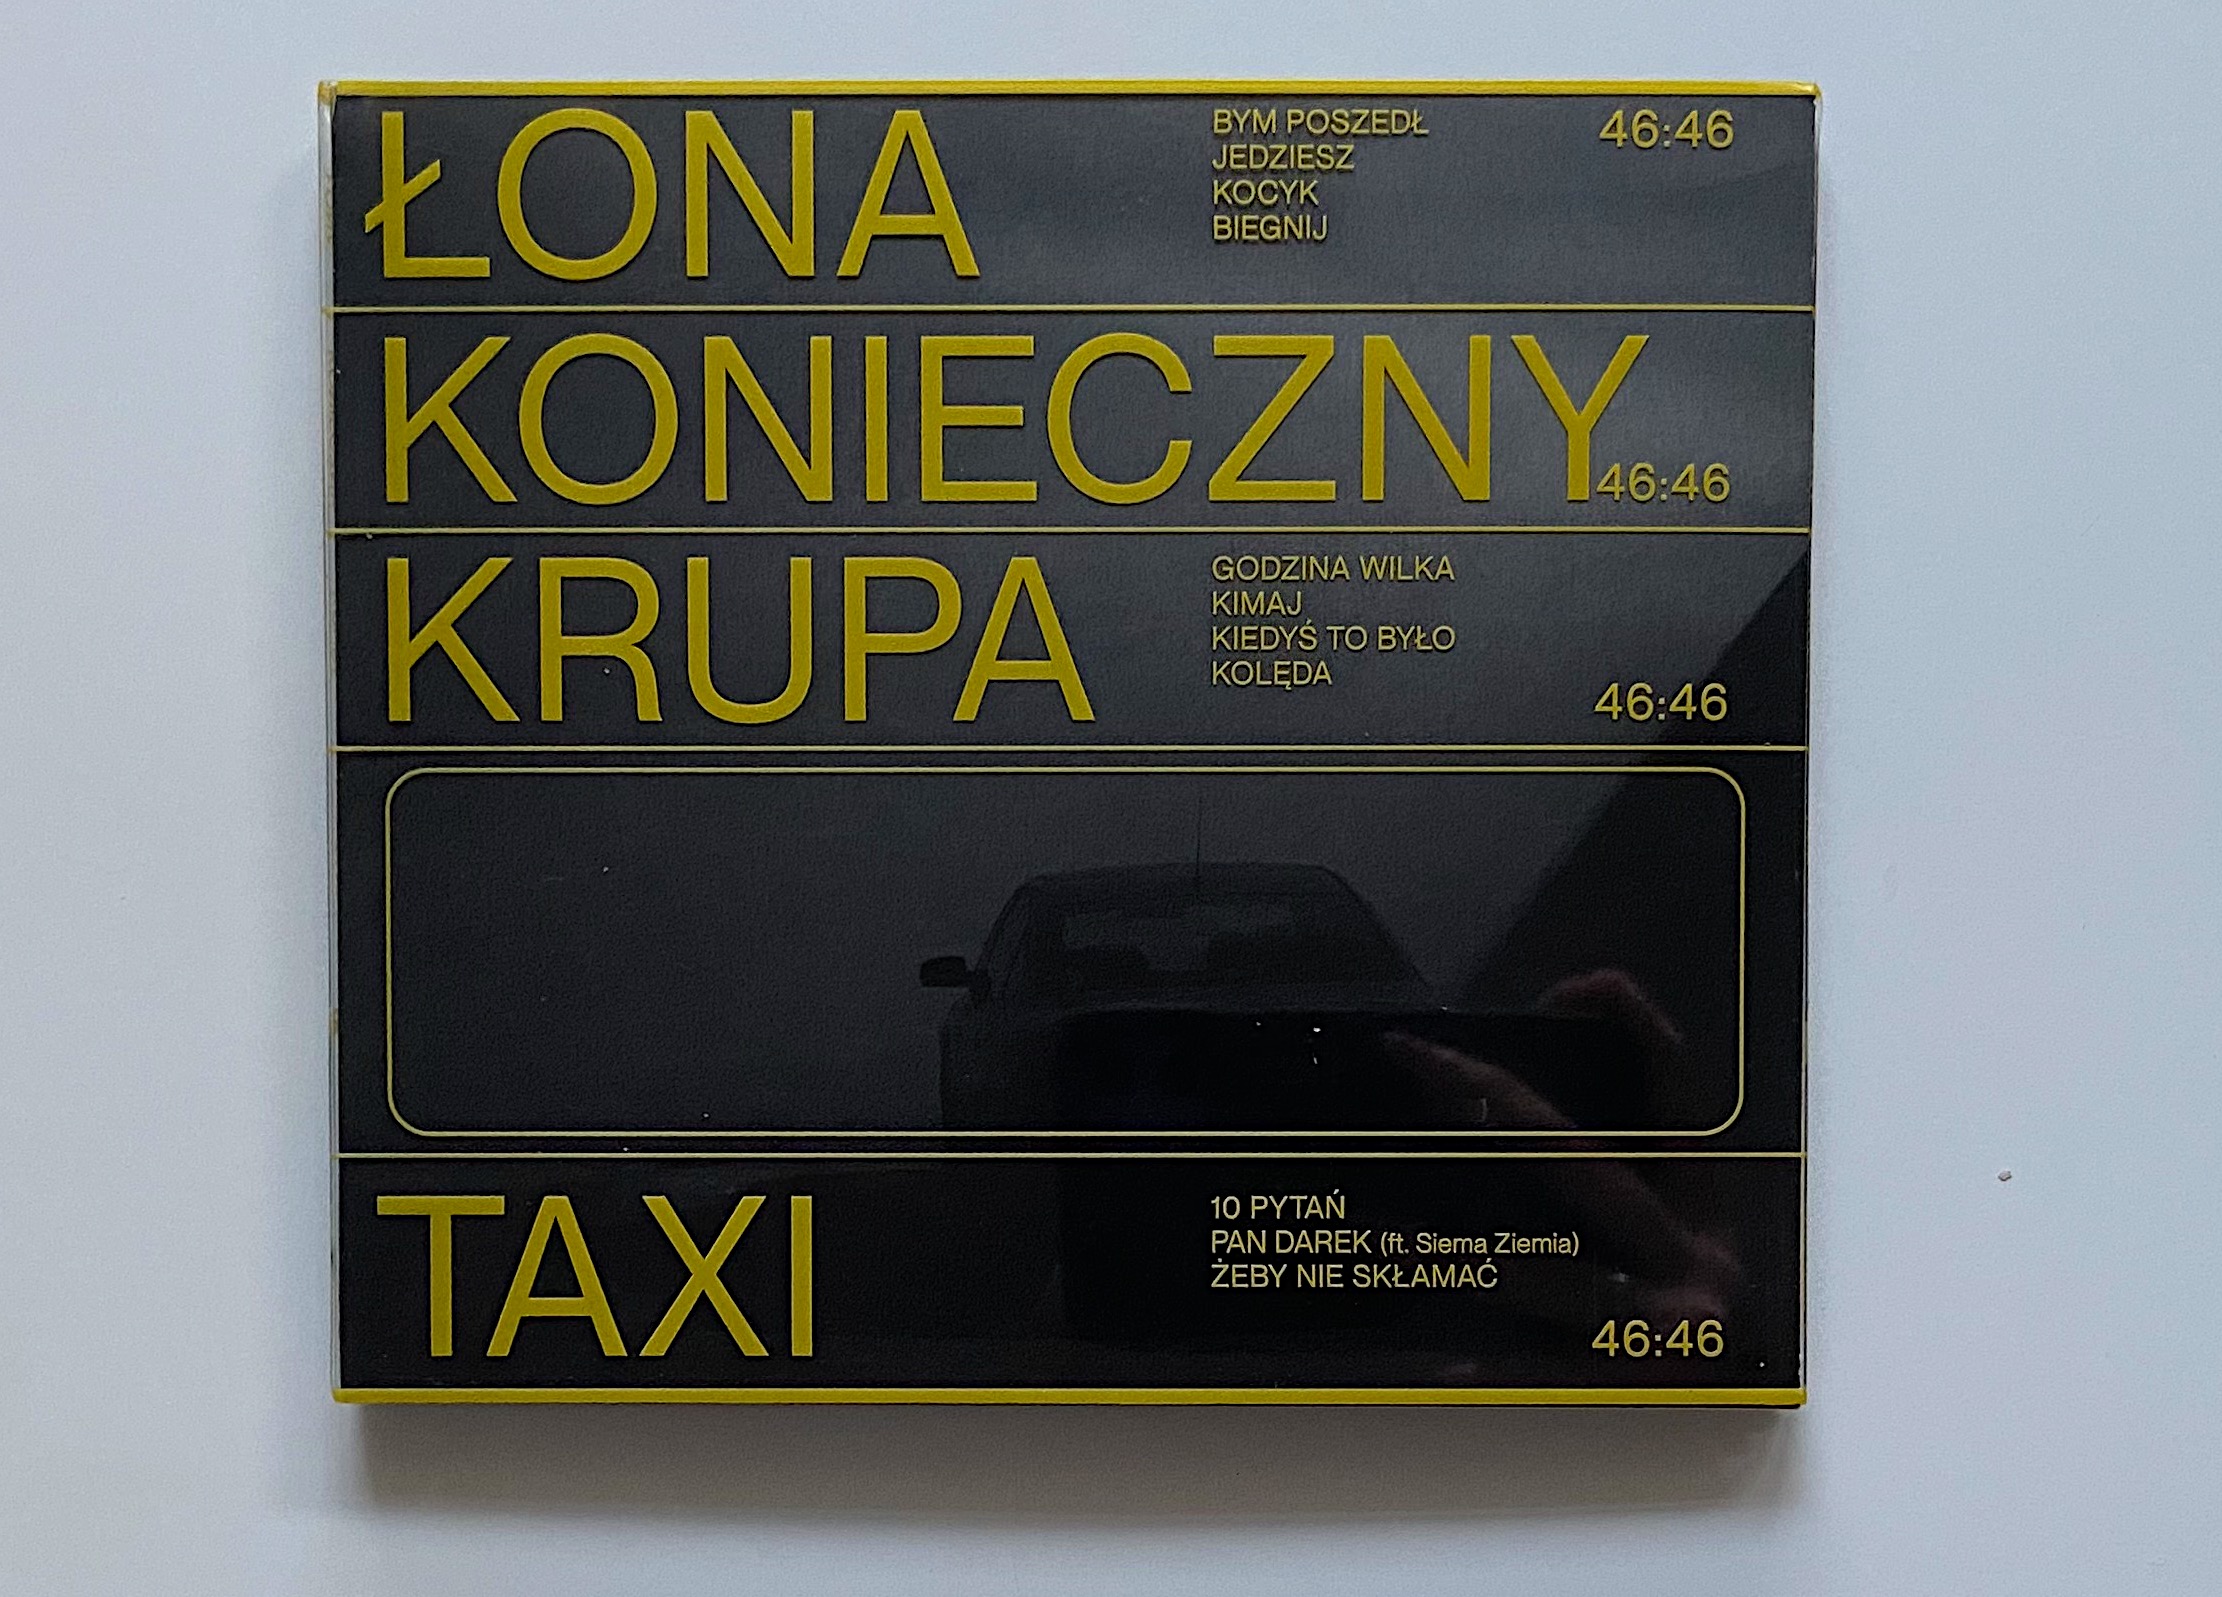 ŁONA
BYM POSZEDŁ
JEDZIESZ
KOCYK
BIEGNIJ
46:46
KONIECZNY
46:46
KRUPA
GODZINA WILKA
KIMAJ
KIEDYŚ TO BYŁO
KOLĘDA
46:46
TAXI
10 PYTAŃ
PAN DAREK (ft. Siema Ziemia)
ŻEBY NIE SKŁAMAĆ
46:46